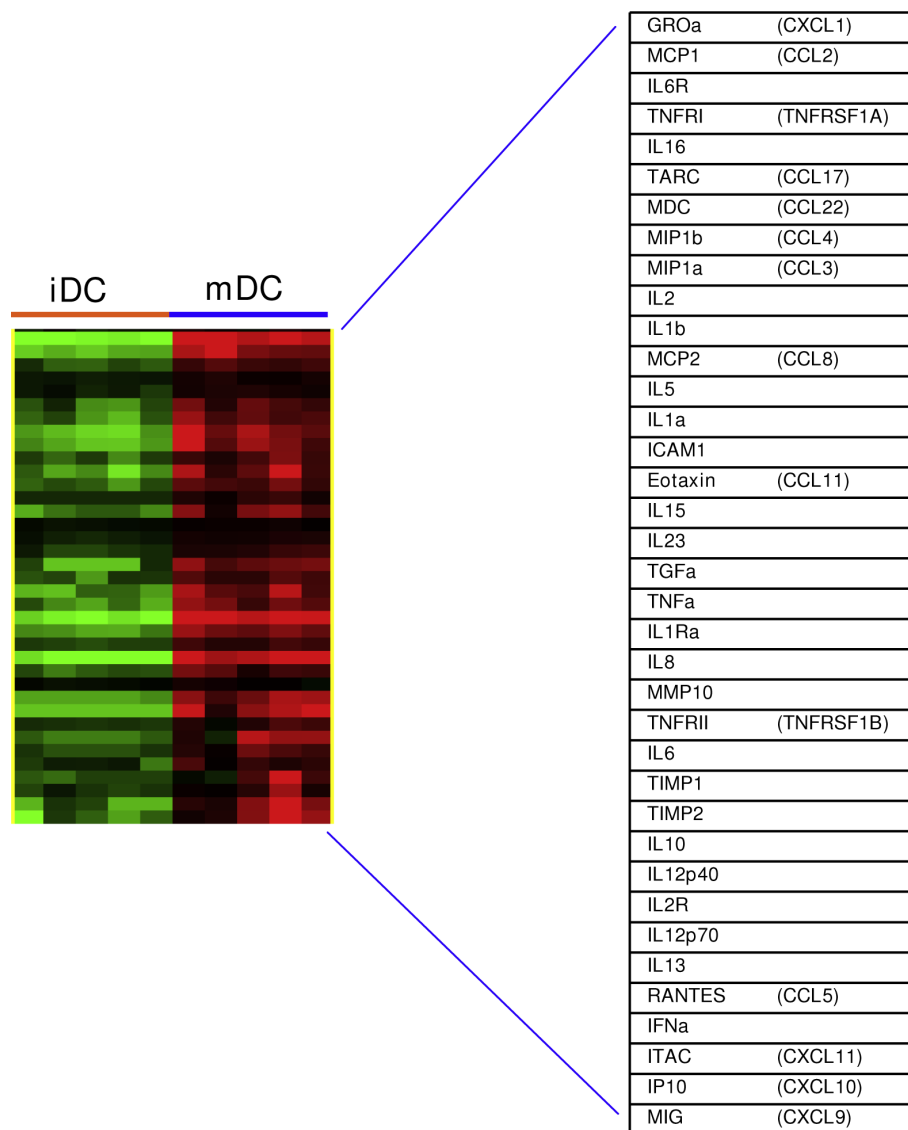 iDC mDC
GROa (CXCL1)
MCP1 (CCL2)
IL6R
TNFRI (TNFRSF1A)
IL16
TARC (CCL17)
MDC (CCL22)
MIP1b (CCL4)
MIP1a (CCL3)
IL2
IL1b
MCP2 (CCL8)
IL5
IL1a
ICAM1
Eotaxin (CCL11)
IL15
IL23
TGFa
TNFa
IL1Ra
IL8
MMP10
TNFRII (TNFRSF1B)
IL6
TIMP1
TIMP2
IL10
IL12p40
IL2R
IL12p70
IL13
RANTES (CCL5)
IFNa
ITAC (CXCL11)
IP10 (CXCL10)
MIG (CXCL9)